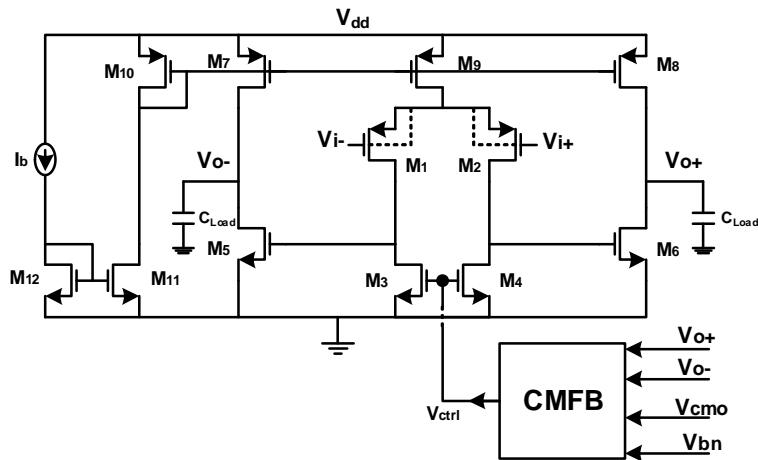 Vdd
M10
M7
M9
M8
Ib
Vi-
Vi+
Vo-
M1
M2
Vo+
CLoad
CLoad
M5
M6
M12
M11
M3
M4
Vo+
Vo-
Vctrl
CMFB
Vcmo
Vbn